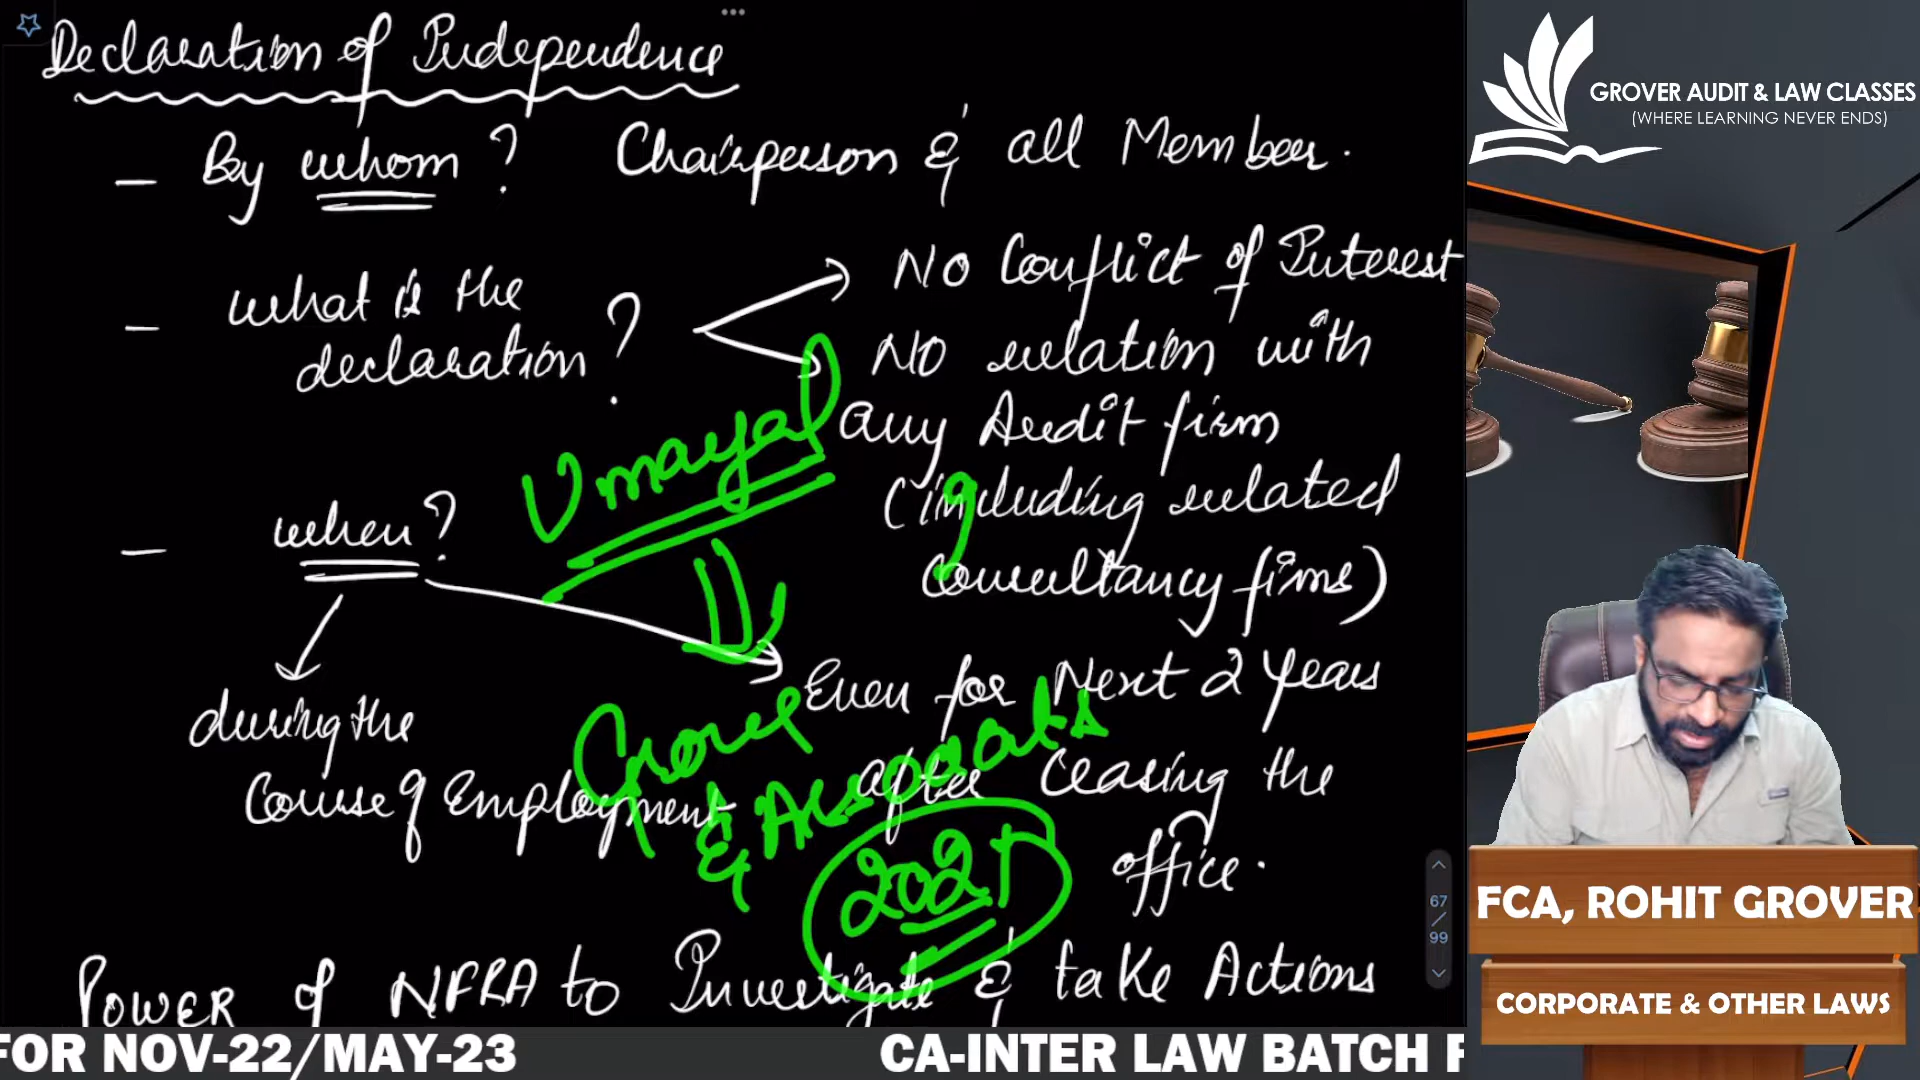 Declaration of Independence
- By whom ? Chairperson & all Member.
- what is the declaration ?
No Conflict of Interest
No relation with
any Audit firm
(including related
Consultancy firms)
Umayal
g
- when ?
during the
Course of Employment
Even for Next 2 Years
after ceasing the
office.
Grover
&
2021
Power of NFRA to Investigate & take Actions
67
99
GROVER AUDIT & LAW CLASSES
(WHERE LEARNING NEVER ENDS)
FCA, ROHIT GROVER
CORPORATE & OTHER LAWS
FOR NOV-22/MAY-23 CA-INTER LAW BATCH F